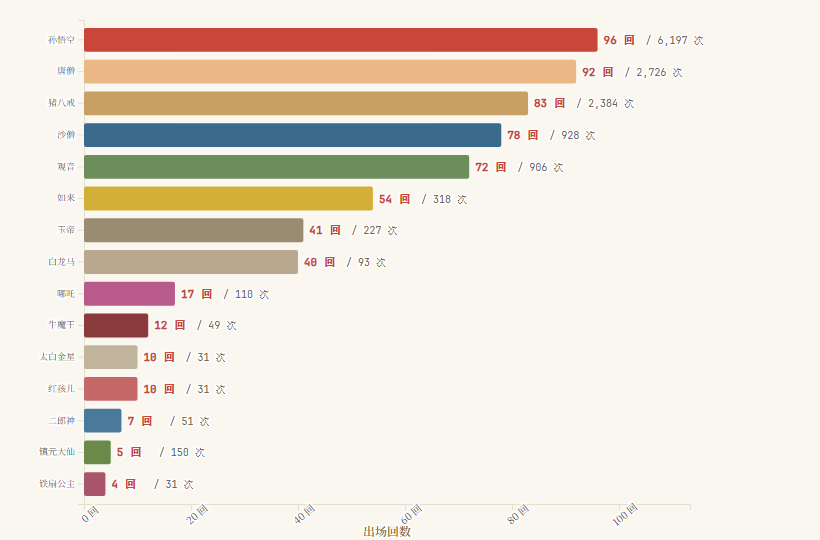 孙悟空 96 回 / 6,197 次
唐僧 92 回 / 2,726 次
猪八戒 83 回 / 2,384 次
沙僧 78 回 / 928 次
观音 72 回 / 906 次
如来 54 回 / 318 次
玉帝 41 回 / 227 次
白龙马 40 回 / 93 次
哪吒 17 回 / 110 次
牛魔王 12 回 / 49 次
太白金星 10 回 / 31 次
红孩儿 10 回 / 31 次
二郎神 7 回 / 51 次
镇元大仙 5 回 / 150 次
铁扇公主 4 回 / 31 次
0 回 20 回 40 回 60 回 80 回 100 回
出场回数